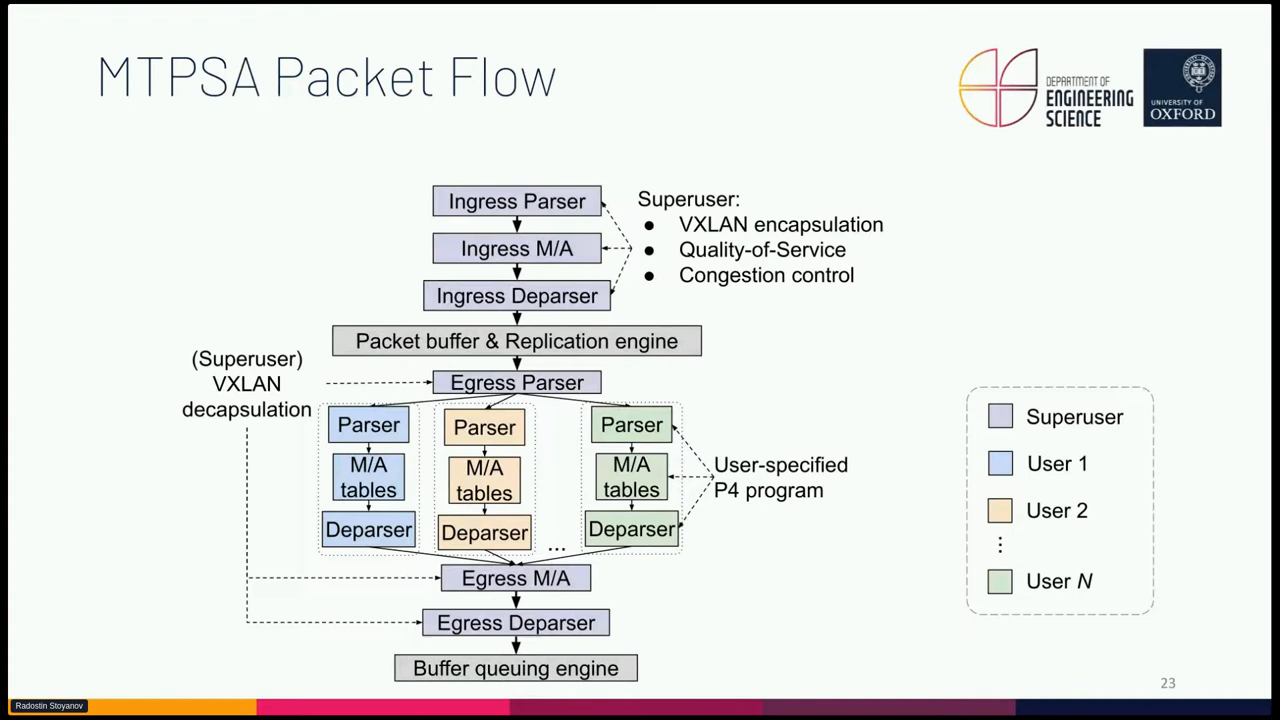 MTPSA Packet Flow
DEPARTMENT OF
ENGINEERING
SCIENCE
UNIVERSITY OF
OXFORD
Ingress Parser
Ingress M/A
Ingress Deparser
Superuser:
● VXLAN encapsulation
● Quality-of-Service
● Congestion control
Packet buffer & Replication engine
(Superuser)
VXLAN
decapsulation
Egress Parser
Parser
M/A
tables
Deparser
Parser
M/A
tables
Deparser
...
Parser
M/A
tables
Deparser
User-specified
P4 program
Egress M/A
Egress Deparser
Buffer queuing engine
Superuser
User 1
User 2
⋮
User N
23
Radostin Stoyanov